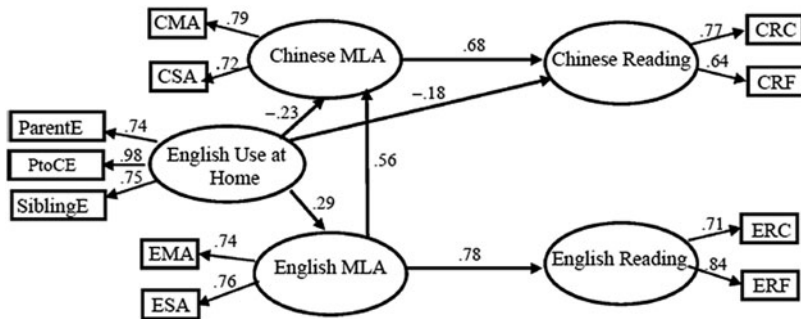 CMA
.79
CSA
.72
Chinese MLA
.68
Chinese Reading
.77
CRC
.64
CRF
–.23
–.18
ParentE
.74
PtoCE
.98
SiblingE
.75
English Use at
Home
.56
.29
EMA
.74
ESA
.76
English MLA
.78
English Reading
.71
ERC
.84
ERF